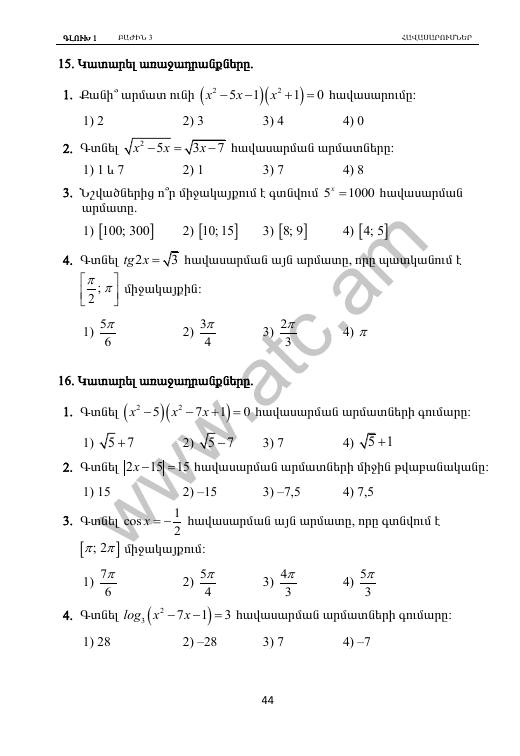 ԳԼՈՒԽ 1 ԲԱԺԻՆ 3 ՀԱՎԱՍԱՐՈՒՄՆԵՐ
15. Կատարել առաջադրանքները.
1. Քանի՞ արմատ ունի (x² − 5x − 1)(x² + 1) = 0 հավասարումը:
1) 2 2) 3 3) 4 4) 0
2. Գտնել √(x² − 5x) = √(3x − 7) հավասարման արմատները:
1) 1 և 7 2) 1 3) 7 4) 8
3. Նշվածներից ո՞ր միջակայքում է գտնվում 5ˣ = 1000 հավասարման
արմատը.
1) [100; 300] 2) [10; 15] 3) [8; 9] 4) [4; 5]
4. Գտնել tg2x = √3 հավասարման այն արմատը, որը պատկանում է
[π/2; π] միջակայքին:
1) 5π/6 2) 3π/4 3) 2π/3 4) π
16. Կատարել առաջադրանքները.
1. Գտնել (x² − 5)(x² − 7x + 1) = 0 հավասարման արմատների գումարը:
1) √5 + 7 2) √5 − 7 3) 7 4) √5 + 1
2. Գտնել |2x − 15| = 15 հավասարման արմատների միջին թվաբանականը:
1) 15 2) –15 3) –7,5 4) 7,5
3. Գտնել cos x = −1/2 հավասարման այն արմատը, որը գտնվում է
[π; 2π] միջակայքում:
1) 7π/6 2) 5π/4 3) 4π/3 4) 5π/3
4. Գտնել log₃(x² − 7x − 1) = 3 հավասարման արմատների գումարը:
1) 28 2) –28 3) 7 4) –7
44
www.atc.am